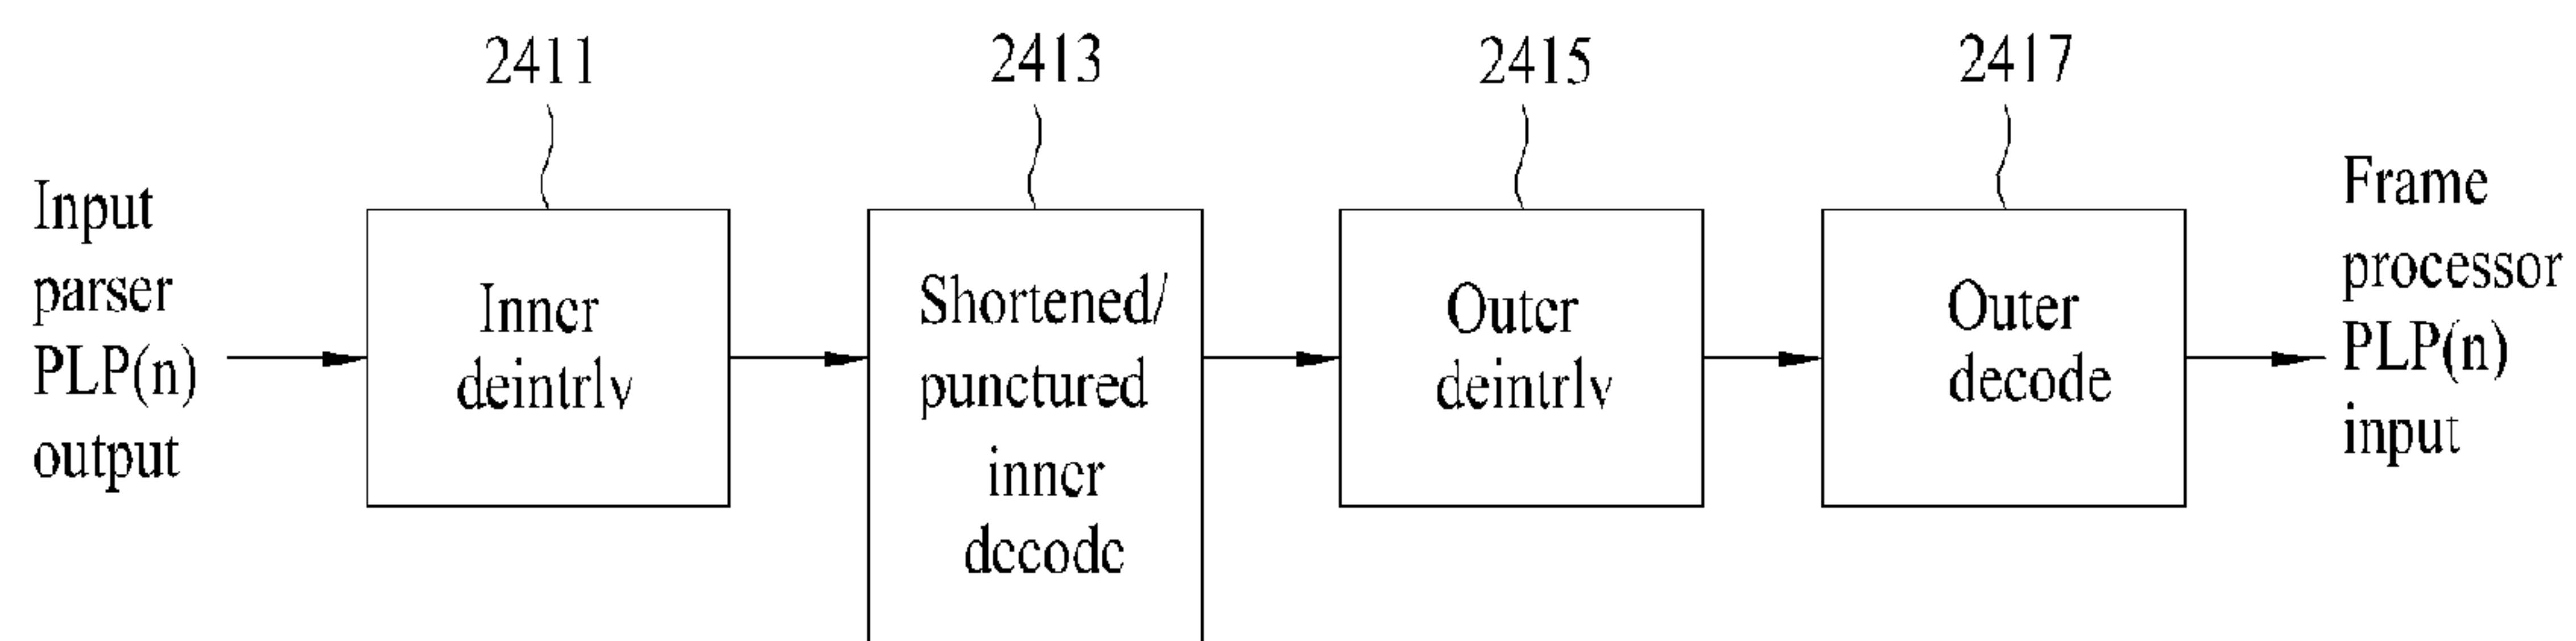 2411
2413
2415
2417
Input
parser
PLP(n)
output
Inner
deintrlv
Shortened/
punctured
inner
decode
Outer
deintrlv
Outer
decode
Frame
processor
PLP(n)
input